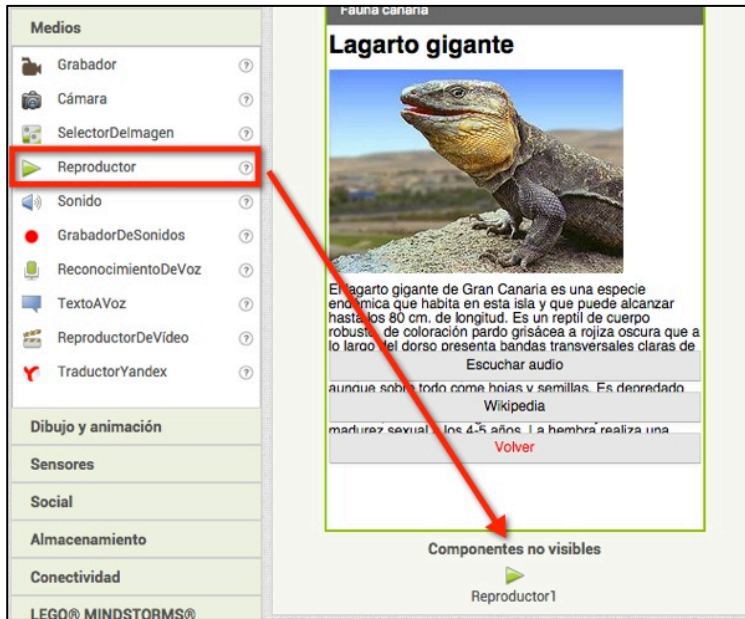 Medios
Grabador
Cámara
SelectorDeImagen
Reproductor
Sonido
GrabadorDeSonidos
ReconocimientoDeVoz
TextoAVoz
ReproductorDeVídeo
TraductorYandex
Dibujo y animación
Sensores
Social
Almacenamiento
Conectividad
LEGO® MINDSTORMS®
Fauna canaria
Lagarto gigante
El lagarto gigante de Gran Canaria es una especie
endémica que habita en esta isla y que puede alcanzar
hasta los 80 cm. de longitud. Es un reptil de cuerpo
robusto, de coloración pardo grisácea a rojiza oscura que a
lo largo del dorso presenta bandas transversales claras de
Escuchar audio
aunque sobre todo come hojas y semillas. Es depredado
Wikipedia
madurez sexual a los 4-5 años. La hembra realiza una
Volver
Componentes no visibles
Reproductor1